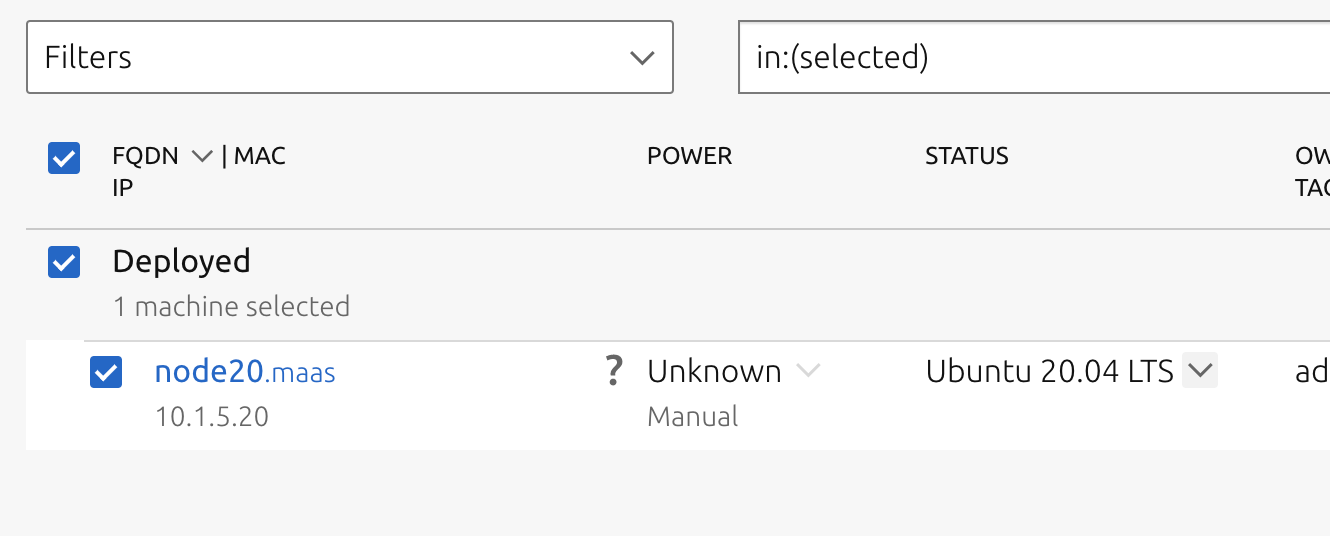 Filters
in:(selected)
FQDN | MAC
IP
POWER
STATUS
OW
TAG
Deployed
1 machine selected
node20.maas
10.1.5.20
? Unknown
Manual
Ubuntu 20.04 LTS
ad